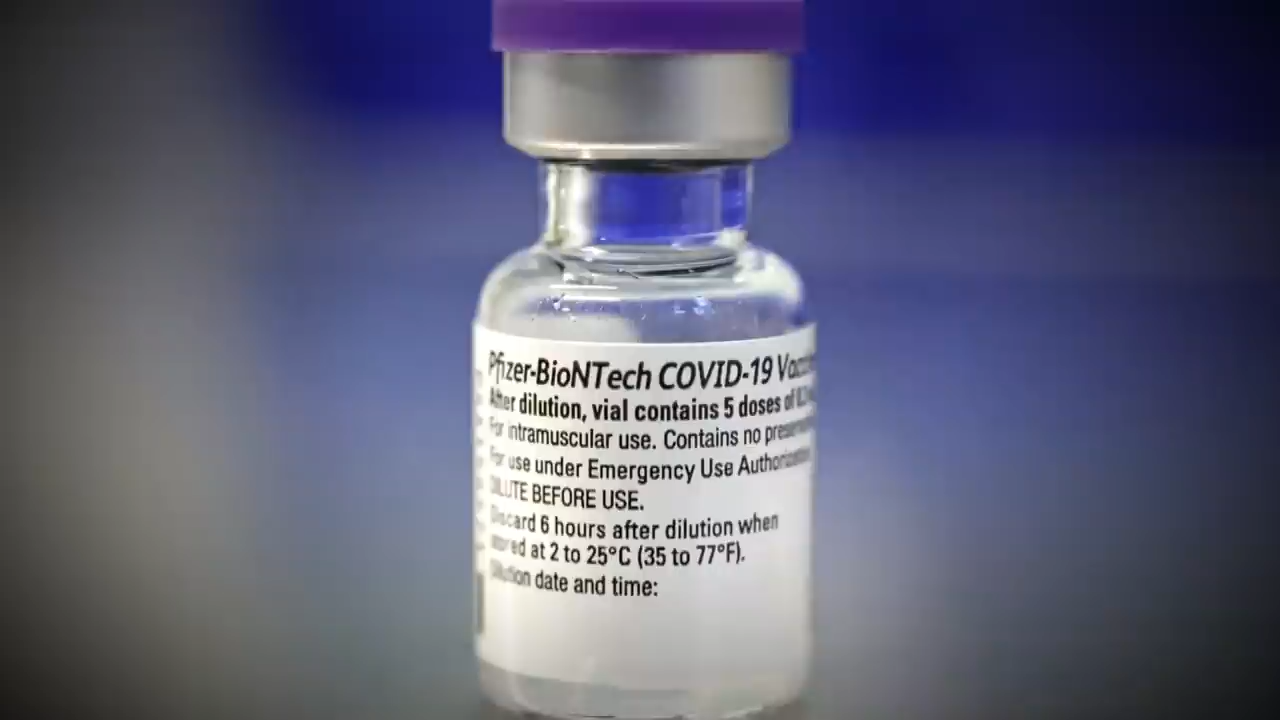 Pfizer-BioNTech COVID-19
After dilution, vial contains 5 doses of
For intramuscular use. Contains no
For use under Emergency Use
DILUTE BEFORE USE.
Discard 6 hours after dilution when
stored at 2 to 25°C (35 to 77°F).
Dilution date and time: